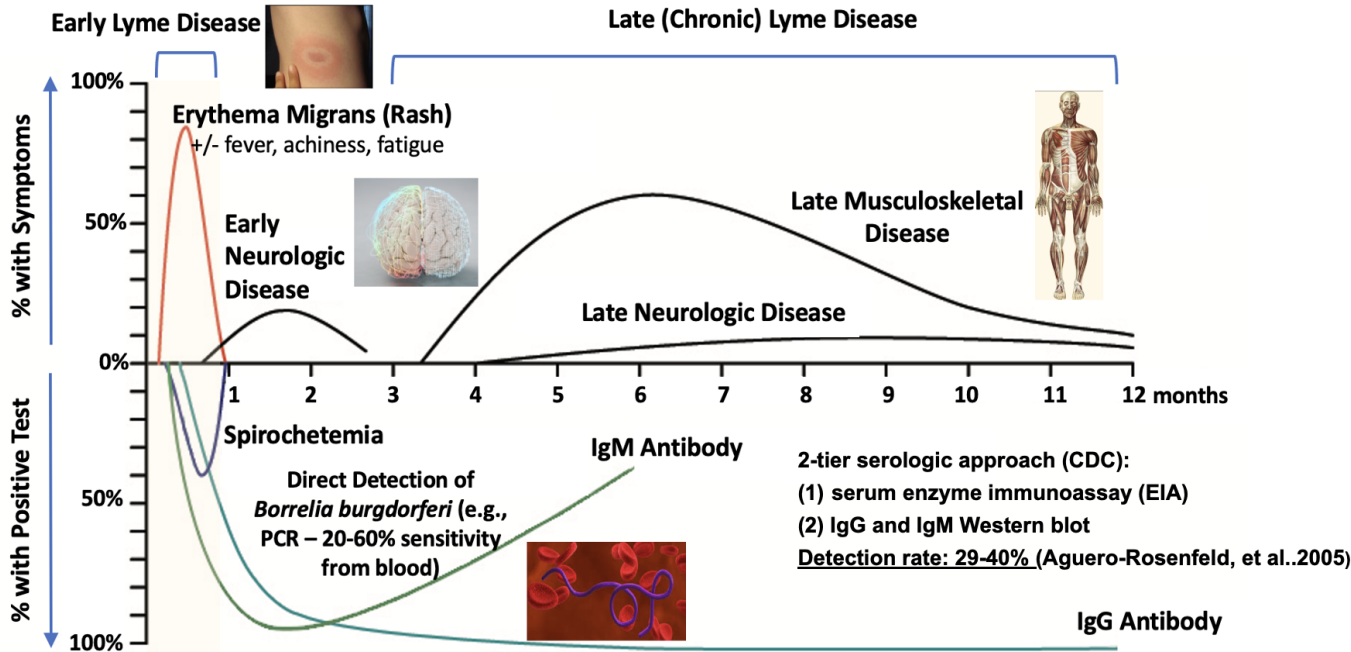 Early Lyme Disease
Late (Chronic) Lyme Disease
% with Symptoms
100%
50%
0%
Erythema Migrans (Rash)
+/- fever, achiness, fatigue
Early
Neurologic
Disease
Late Musculoskeletal
Disease
Late Neurologic Disease
1 2 3 4 5 6 7 8 9 10 11 12 months
% with Positive Test
50%
100%
Spirochetemia
Direct Detection of
Borrelia burgdorferi (e.g.,
PCR – 20-60% sensitivity
from blood)
IgM Antibody
2-tier serologic approach (CDC):
(1) serum enzyme immunoassay (EIA)
(2) IgG and IgM Western blot
Detection rate: 29-40% (Aguero-Rosenfeld, et al..2005)
IgG Antibody